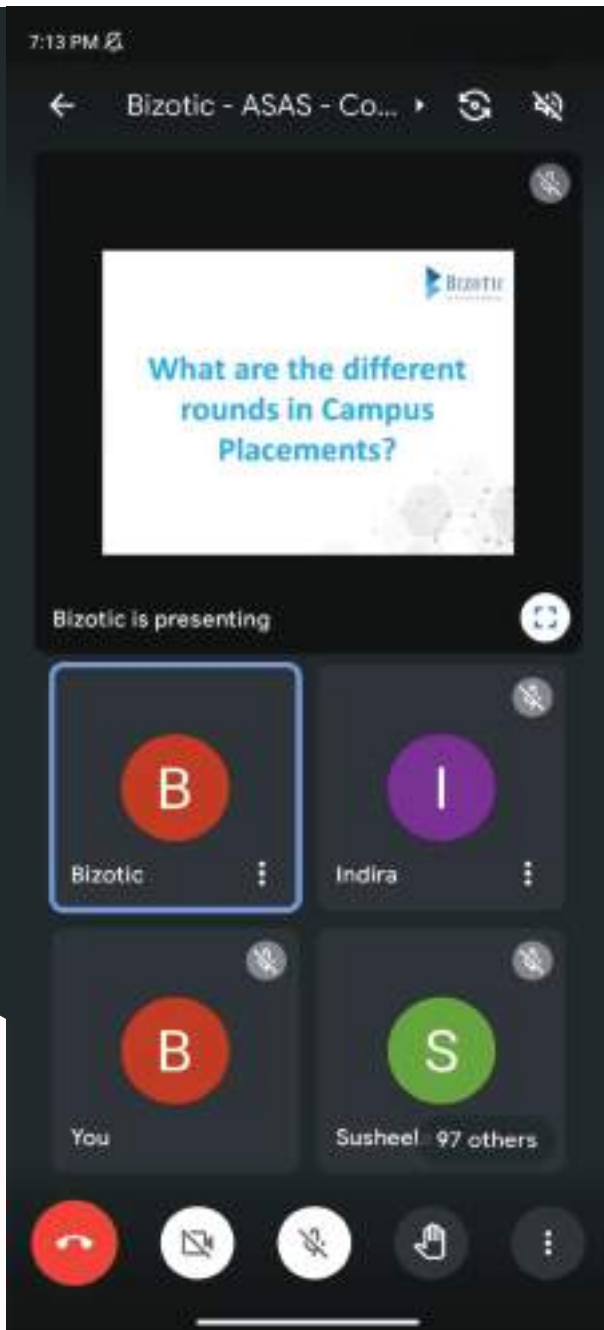 7:13 PM
Bizotic - ASAS - Co...
Bizotic
What are the different
rounds in Campus
Placements?
Bizotic is presenting
B
I
Bizotic
Indira
B
S
You
Susheel
97 others